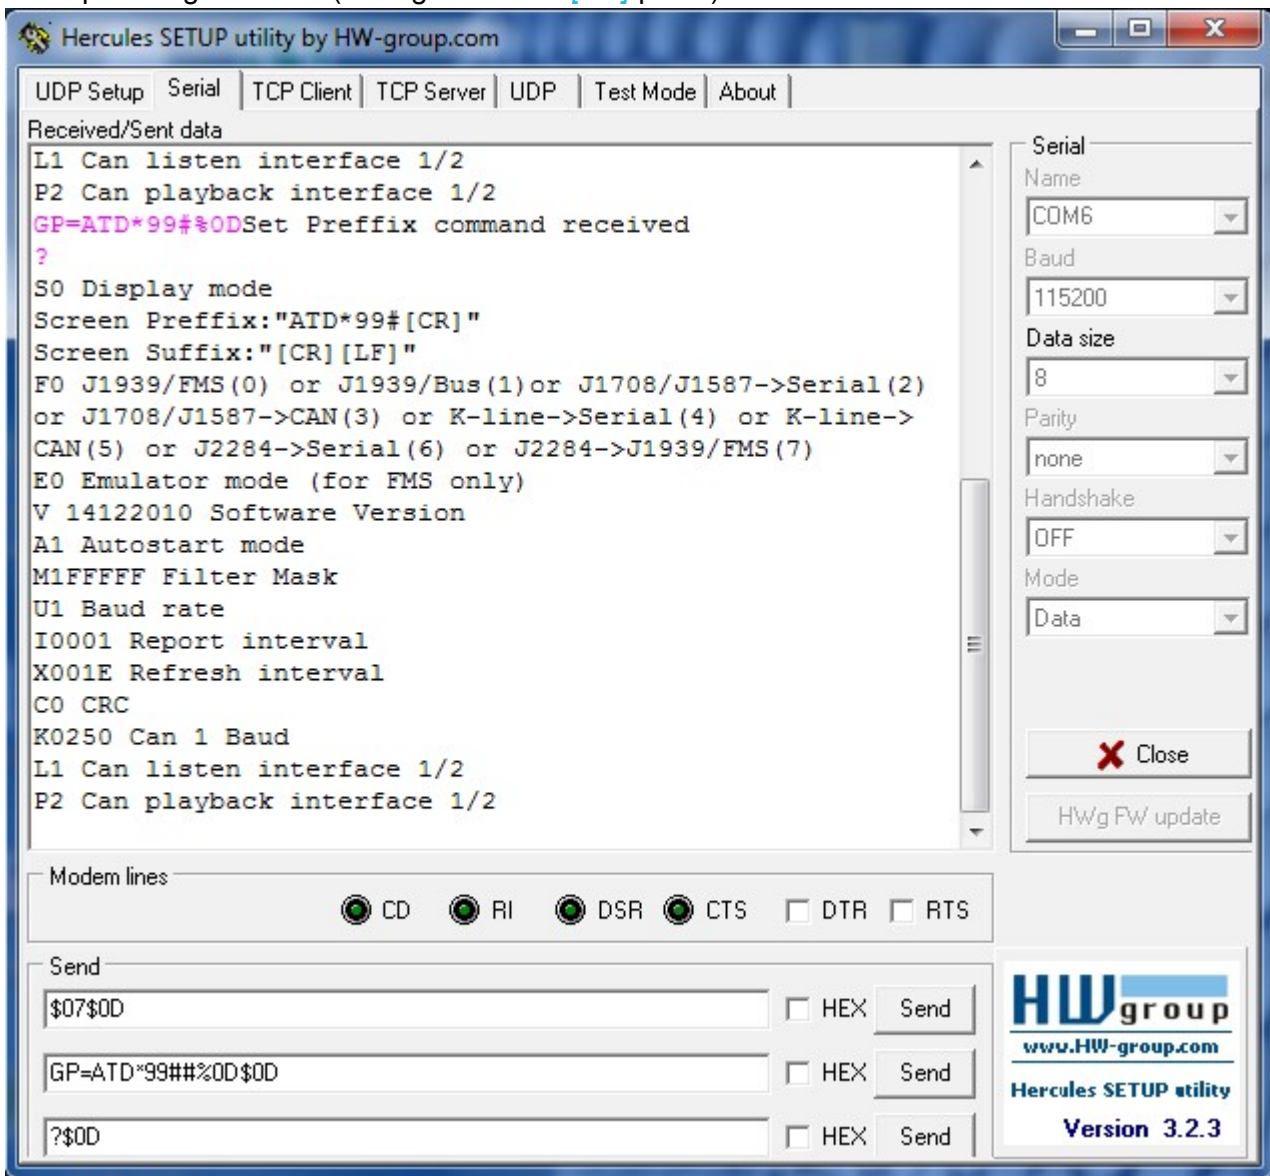 Hercules SETUP utility by HW-group.com
UDP Setup Serial TCP Client TCP Server UDP Test Mode About
Received/Sent data
L1 Can listen interface 1/2
P2 Can playback interface 1/2
GP=ATD*99#%0DSet Preffix command received
?
S0 Display mode
Screen Preffix:"ATD*99#[CR]"
Screen Suffix:"[CR][LF]"
F0 J1939/FMS(0) or J1939/Bus(1)or J1708/J1587->Serial(2)
or J1708/J1587->CAN(3) or K-line->Serial(4) or K-line->
CAN(5) or J2284->Serial(6) or J2284->J1939/FMS(7)
E0 Emulator mode (for FMS only)
V 14122010 Software Version
A1 Autostart mode
M1FFFFF Filter Mask
U1 Baud rate
I0001 Report interval
X001E Refresh interval
C0 CRC
K0250 Can 1 Baud
L1 Can listen interface 1/2
P2 Can playback interface 1/2
Serial
Name
COM6
Baud
115200
Data size
8
Parity
none
Handshake
OFF
Mode
Data
Close
HWg FW update
Modem lines
CD RI DSR CTS DTR RTS
Send
$07$0D HEX Send
GP=ATD*99##%0D$0D HEX Send
?$0D HEX Send
HWgroup
www.HW-group.com
Hercules SETUP utility
Version 3.2.3